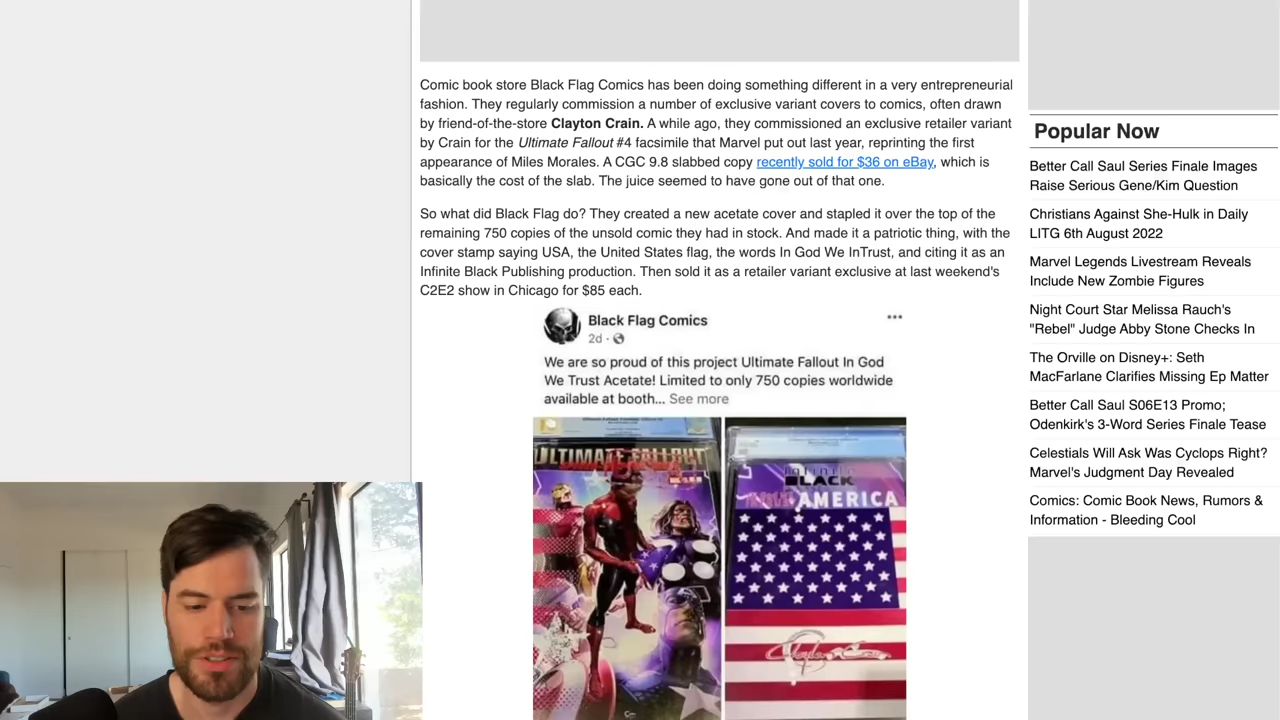 Comic book store Black Flag Comics has been doing something different in a very entrepreneurial
fashion. They regularly commission a number of exclusive variant covers to comics, often drawn
by friend-of-the-store Clayton Crain. A while ago, they commissioned an exclusive retailer variant
by Crain for the Ultimate Fallout #4 facsimile that Marvel put out last year, reprinting the first
appearance of Miles Morales. A CGC 9.8 slabbed copy recently sold for $36 on eBay, which is
basically the cost of the slab. The juice seemed to have gone out of that one.
So what did Black Flag do? They created a new acetate cover and stapled it over the top of the
remaining 750 copies of the unsold comic they had in stock. And made it a patriotic thing, with the
cover stamp saying USA, the United States flag, the words In God We InTrust, and citing it as an
Infinite Black Publishing production. Then sold it as a retailer variant exclusive at last weekend's
C2E2 show in Chicago for $85 each.
Black Flag Comics
2d
We are so proud of this project Ultimate Fallout In God
We Trust Acetate! Limited to only 750 copies worldwide
available at booth... See more
ULTIMATE FALLOUT
Infinite
BLACK
AMERICA
Popular Now
Better Call Saul Series Finale Images
Raise Serious Gene/Kim Question
Christians Against She-Hulk in Daily
LITG 6th August 2022
Marvel Legends Livestream Reveals
Include New Zombie Figures
Night Court Star Melissa Rauch's
"Rebel" Judge Abby Stone Checks In
The Orville on Disney+: Seth
MacFarlane Clarifies Missing Ep Matter
Better Call Saul S06E13 Promo;
Odenkirk's 3-Word Series Finale Tease
Celestials Will Ask Was Cyclops Right?
Marvel's Judgment Day Revealed
Comics: Comic Book News, Rumors &
Information - Bleeding Cool